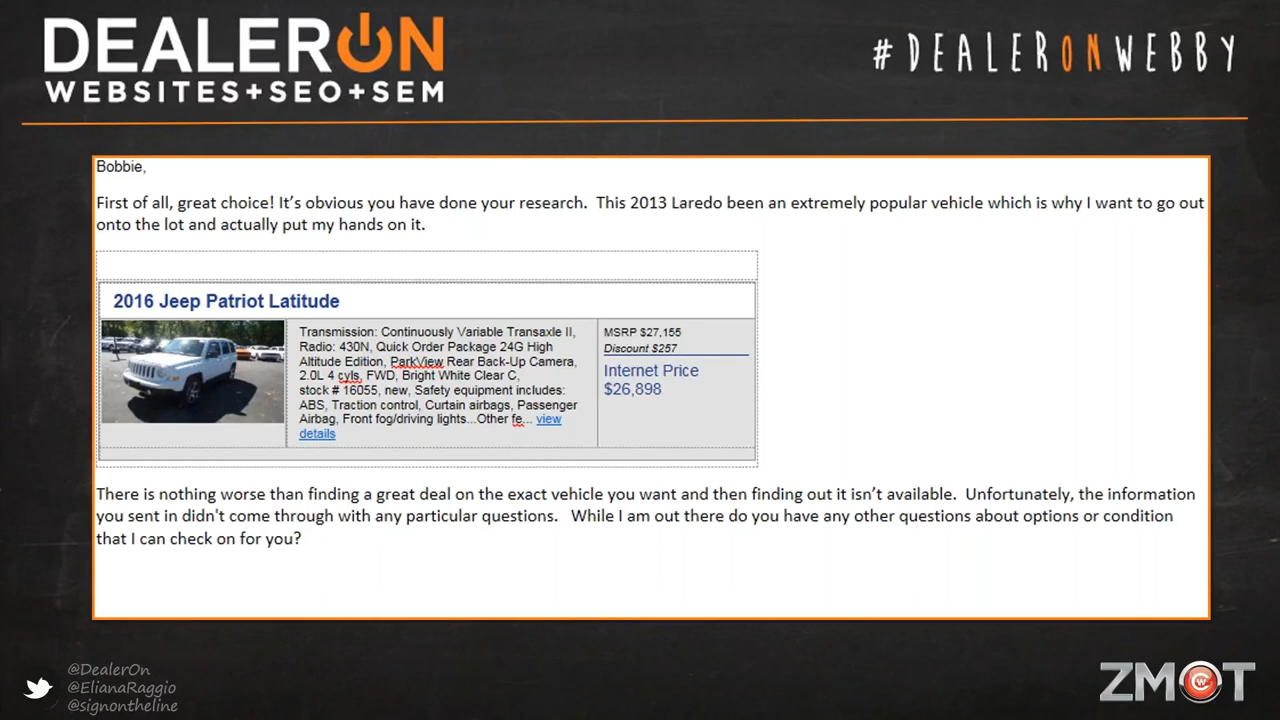 DEALERON
WEBSITES+SEO+SEM
#DEALERONWEBBY
Bobbie,
First of all, great choice! It's obvious you have done your research.  This 2013 Laredo been an extremely popular vehicle which is why I want to go out
onto the lot and actually put my hands on it.
2016 Jeep Patriot Latitude
Transmission: Continuously Variable Transaxle II,
Radio: 430N, Quick Order Package 24G High
Altitude Edition, ParkView Rear Back-Up Camera,
2.0L 4 cyls, FWD, Bright White Clear C,
stock # 16055, new, Safety equipment includes:
ABS, Traction control, Curtain airbags, Passenger
Airbag, Front fog/driving lights...Other fe... view
details
MSRP $27,155
Discount $257
Internet Price
$26,898
There is nothing worse than finding a great deal on the exact vehicle you want and then finding out it isn't available.  Unfortunately, the information
you sent in didn't come through with any particular questions.   While I am out there do you have any other questions about options or condition
that I can check on for you?
@DealerOn
@ElianaRaggio
@signontheline
ZMOT